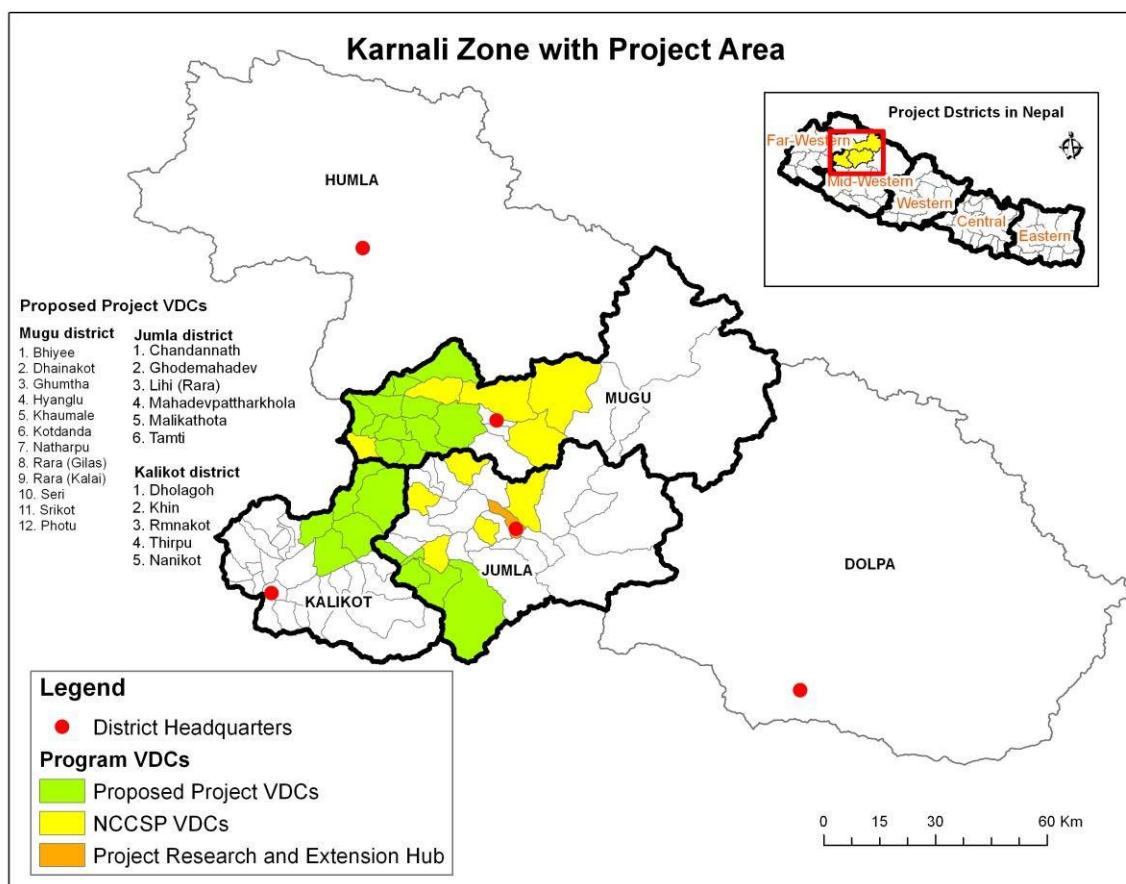 Karnali Zone with Project Area
Project Dstricts in Nepal
Far-Western
Mid-Western
Western
Central
Eastern
HUMLA
MUGU
DOLPA
JUMLA
KALIKOT
Proposed Project VDCs
Mugu district
1. Bhiyee
2. Dhainakot
3. Ghumtha
4. Hyanglu
5. Khaumale
6. Kotdanda
7. Natharpu
8. Rara (Gilas)
9. Rara (Kalai)
10. Seri
11. Srikot
12. Photu
Jumla district
1. Chandannath
2. Ghodemahadev
3. Lihi (Rara)
4. Mahadevpattharkhola
5. Malikathota
6. Tamti
Kalikot district
1. Dholagoh
2. Khin
3. Rmnakot
4. Thirpu
5. Nanikot
Legend
District Headquarters
Program VDCs
Proposed Project VDCs
NCCSP VDCs
Project Research and Extension Hub
0 15 30 60 Km